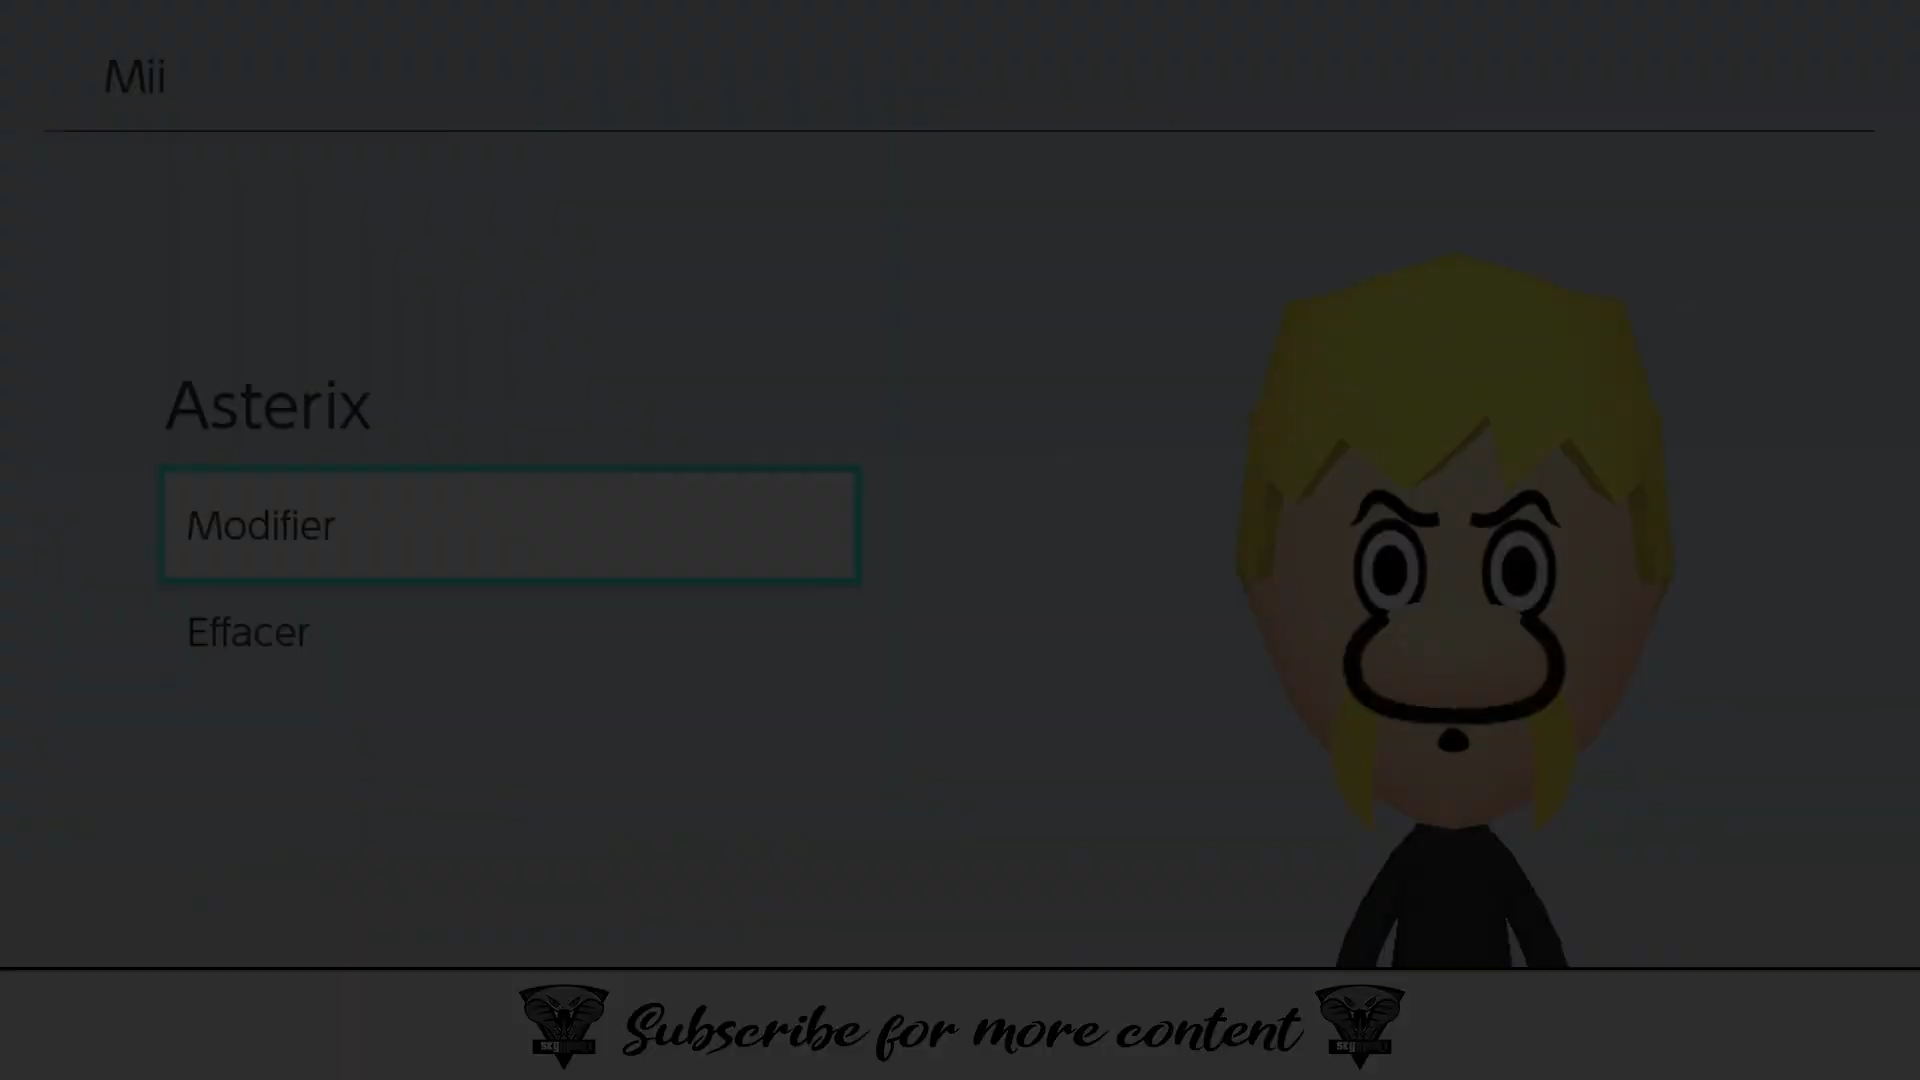 Mii
Asterix
Modifier
Effacer
Subscribe for more content